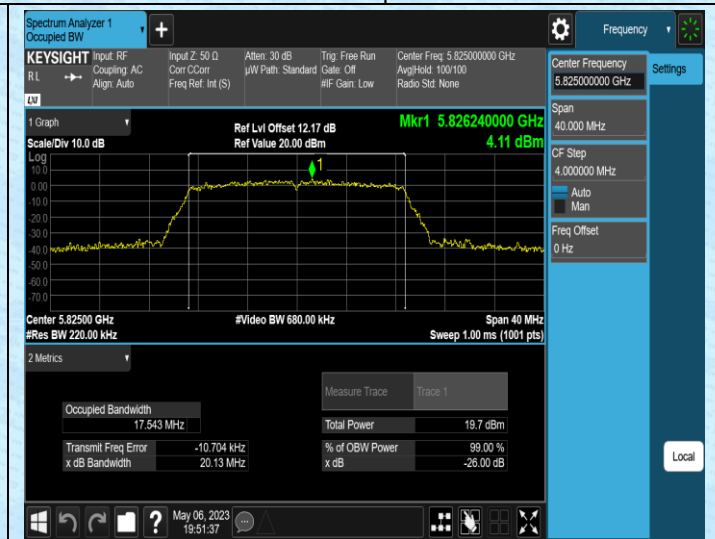 Spectrum Analyzer 1
Occupied BW
Frequency
KEYSIGHT
R L
LXI
Input: RF
Coupling: AC
Align: Auto
Input Z: 50 Ω
Corr CCorr
Freq Ref: Int (S)
Atten: 30 dB
µW Path: Standard
Trig: Free Run
Gate: Off
#IF Gain: Low
Center Freq: 5.825000000 GHz
Avg|Hold: 100/100
Radio Std: None
Center Frequency
5.825000000 GHz
Settings
Span
40.000 MHz
CF Step
4.000000 MHz
Auto
Man
Freq Offset
0 Hz
1 Graph
Scale/Div 10.0 dB
Ref Lvl Offset 12.17 dB
Ref Value 20.00 dBm
Mkr1 5.826240000 GHz
4.11 dBm
Log
10.0
0.00
-10.0
-20.0
-30.0
-40.0
-50.0
-60.0
-70.0
1
Center 5.82500 GHz
#Video BW 680.00 kHz
Span 40 MHz
#Res BW 220.00 kHz
Sweep 1.00 ms (1001 pts)
2 Metrics
Measure Trace
Trace 1
Occupied Bandwidth
17.543 MHz
Total Power
19.7 dBm
Transmit Freq Error
-10.704 kHz
% of OBW Power
99.00 %
x dB Bandwidth
20.13 MHz
x dB
-26.00 dB
Local
?
May 06, 2023
19:51:37